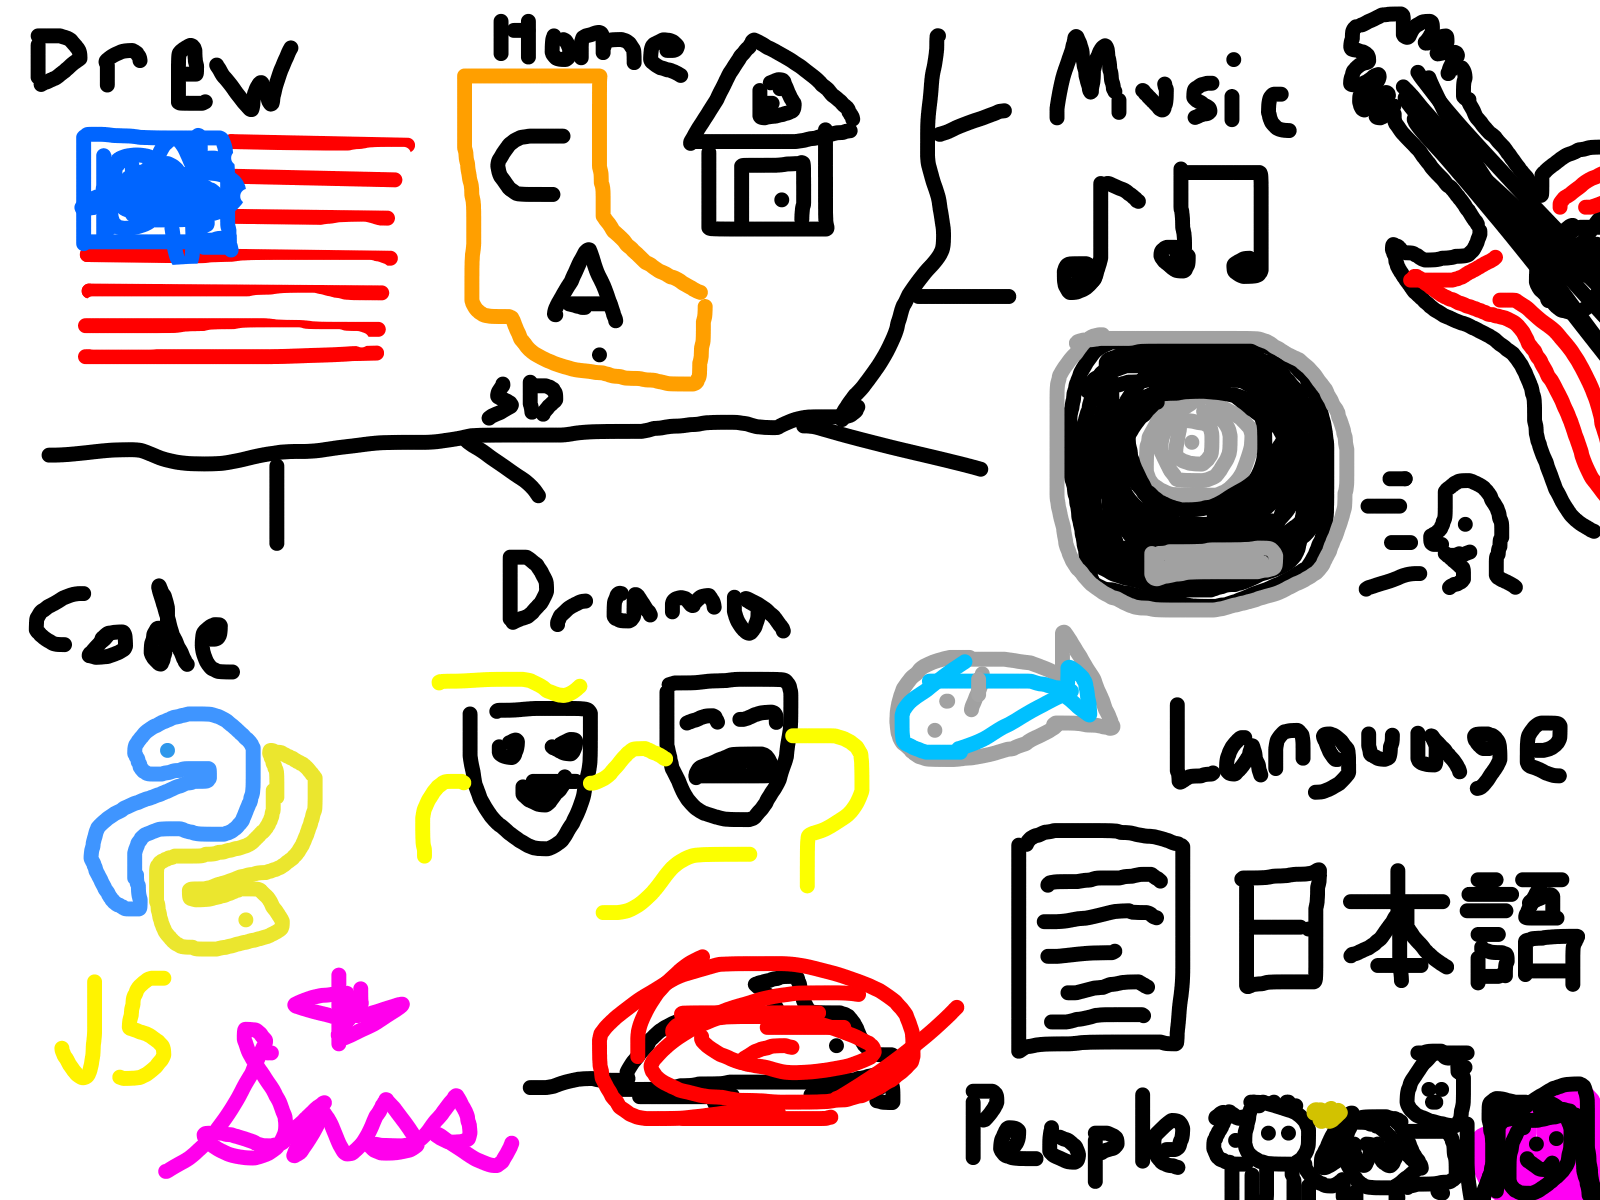 Drew
Home
C
A
SD
Music
Code
JS
Sass
Drama
Language
日本語
People